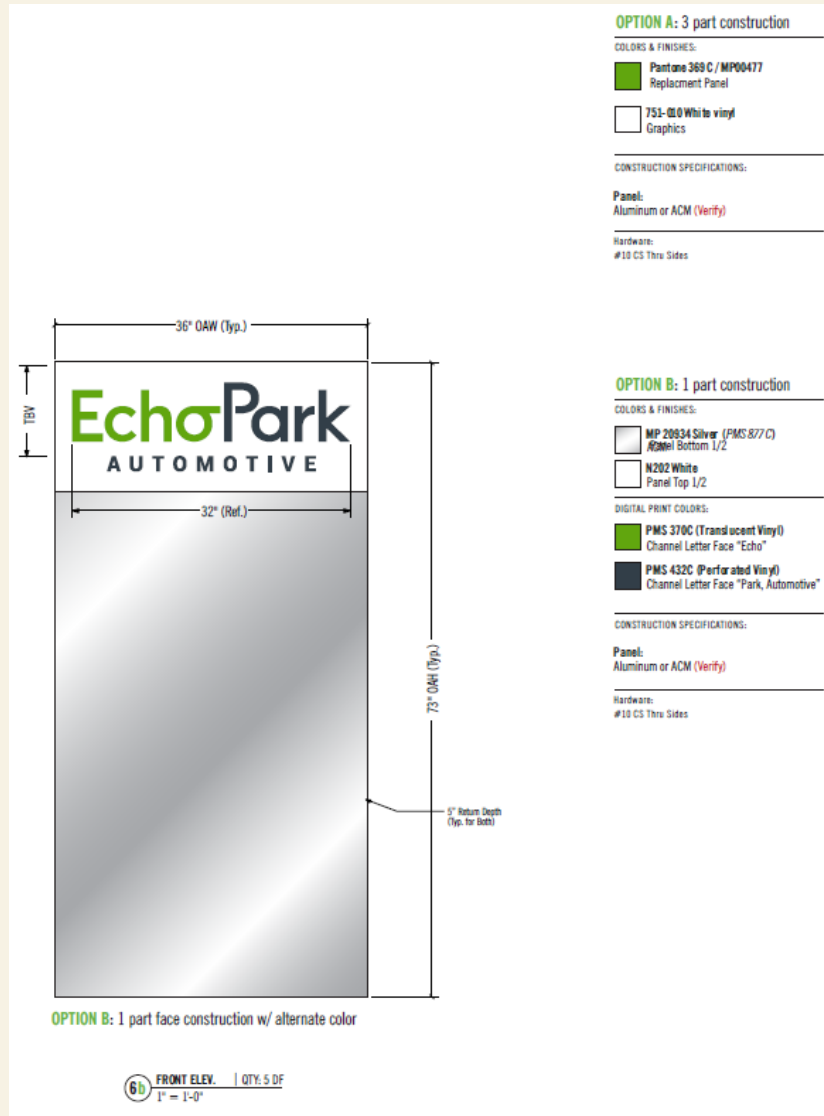 OPTION A: 3 part construction
COLORS & FINISHES:
Pantone 369 C / MP00477
Replacment Panel
751-010 White vinyl
Graphics
CONSTRUCTION SPECIFICATIONS:
Panel:
Aluminum or ACM (Verify)
Hardware:
#10 CS Thru Sides
36" OAW (Typ.)
TBV
EchoPark
AUTOMOTIVE
32" (Ref.)
73" OAH (Typ.)
5" Return Depth
(Typ. for Both)
OPTION B: 1 part face construction w/ alternate color
6b
FRONT ELEV. | QTY: 5 DF
1" = 1'-0"
OPTION B: 1 part construction
COLORS & FINISHES:
MP 20934 Silver (PMS 877 C)
Panel Bottom 1/2
N202 White
Panel Top 1/2
DIGITAL PRINT COLORS:
PMS 370C (Translucent Vinyl)
Channel Letter Face "Echo"
PMS 432C (Perforated Vinyl)
Channel Letter Face "Park, Automotive"
CONSTRUCTION SPECIFICATIONS:
Panel:
Aluminum or ACM (Verify)
Hardware:
#10 CS Thru Sides